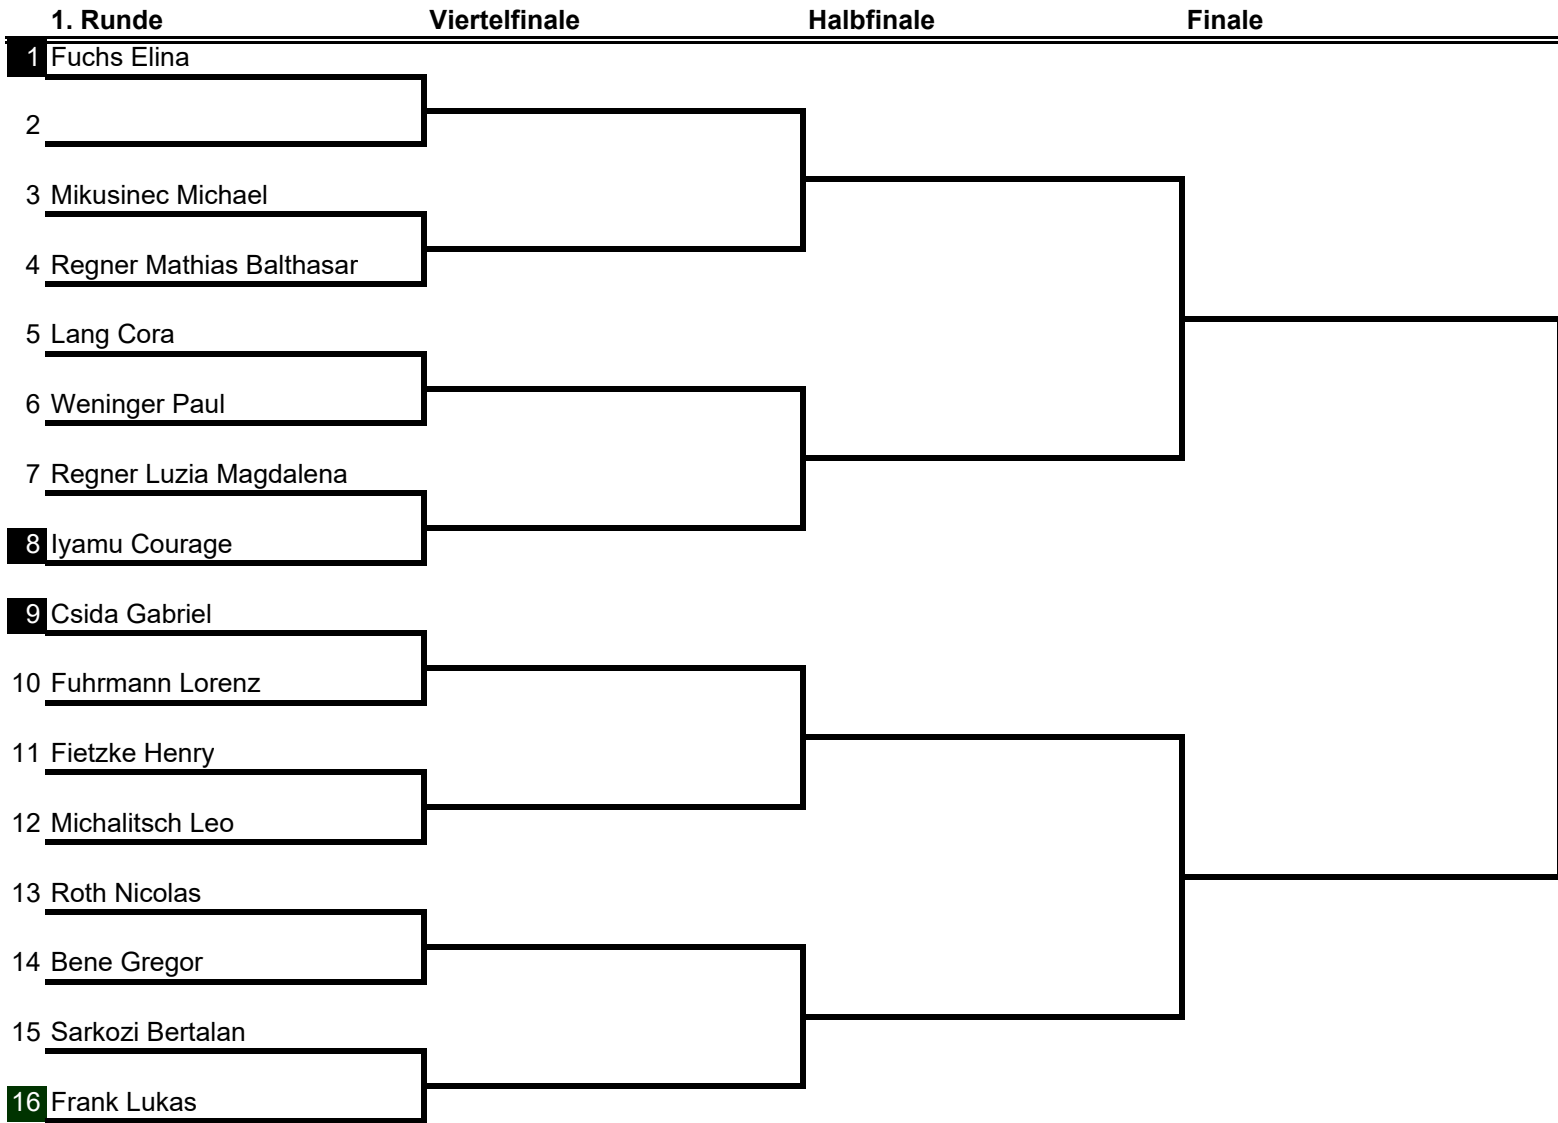 1. Runde Viertelfinale Halbfinale Finale
1 Fuchs Elina
2
3 Mikusinec Michael
4 Regner Mathias Balthasar
5 Lang Cora
6 Weninger Paul
7 Regner Luzia Magdalena
8 Iyamu Courage
9 Csida Gabriel
10 Fuhrmann Lorenz
11 Fietzke Henry
12 Michalitsch Leo
13 Roth Nicolas
14 Bene Gregor
15 Sarkozi Bertalan
16 Frank Lukas